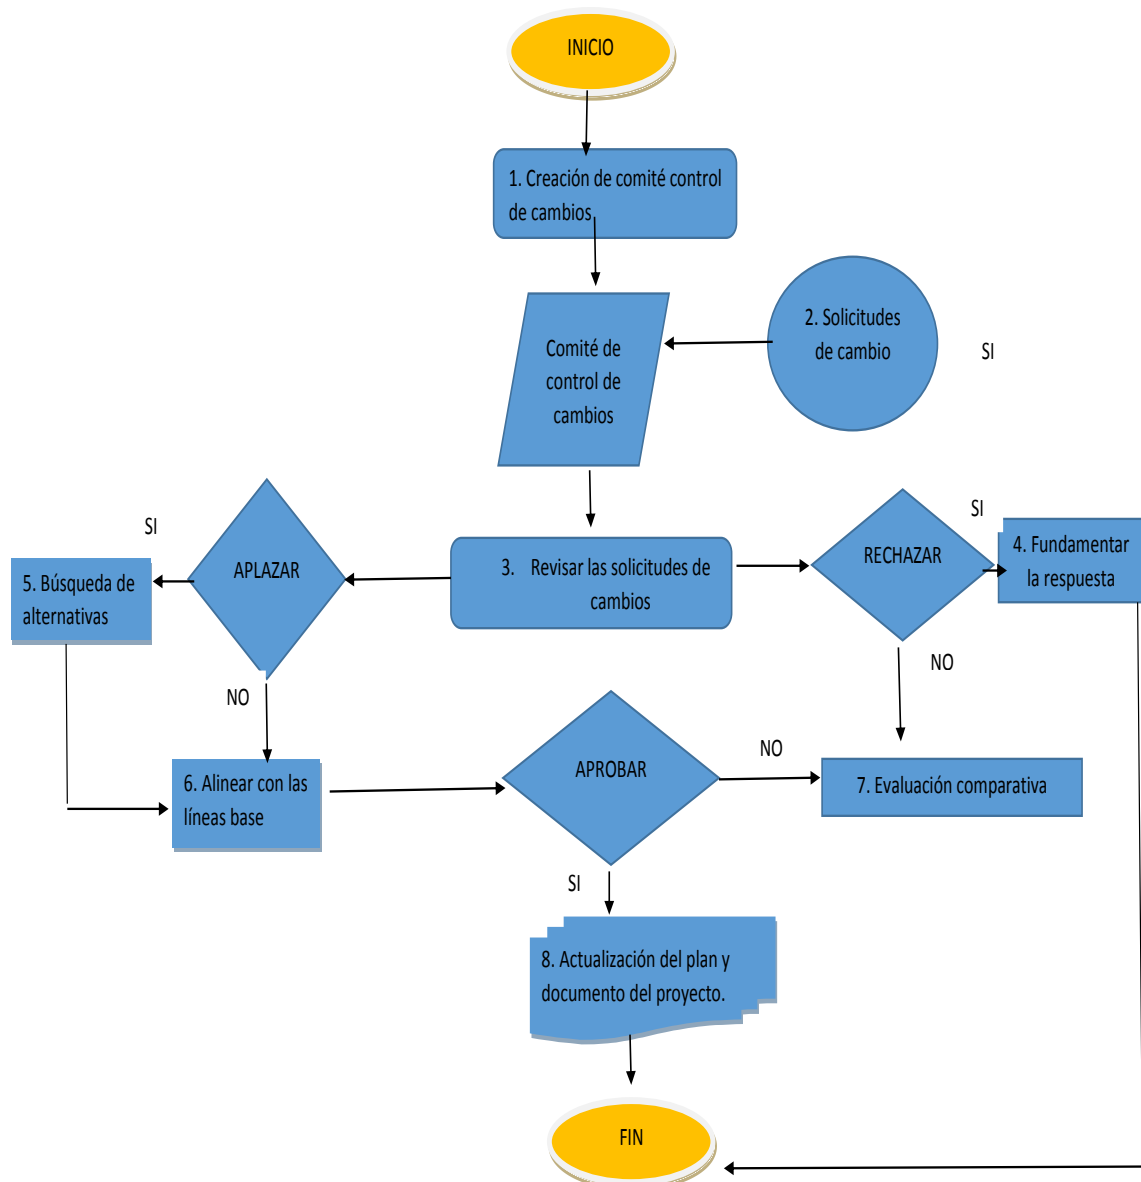 INICIO
1. Creación de comité control
de cambios
2. Solicitudes
de cambio
SI
Comité de
control de
cambios
SI
APLAZAR
3. Revisar las solicitudes de
cambios
RECHAZAR
SI
4. Fundamentar
la respuesta
5. Búsqueda de
alternativas
NO
NO
6. Alinear con las
líneas base
APROBAR
NO
7. Evaluación comparativa
SI
8. Actualización del plan y
documento del proyecto.
FIN